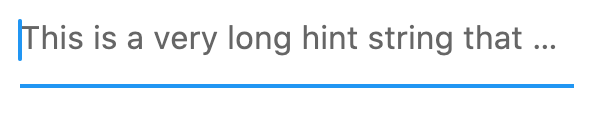 This is a very long hint string that ...